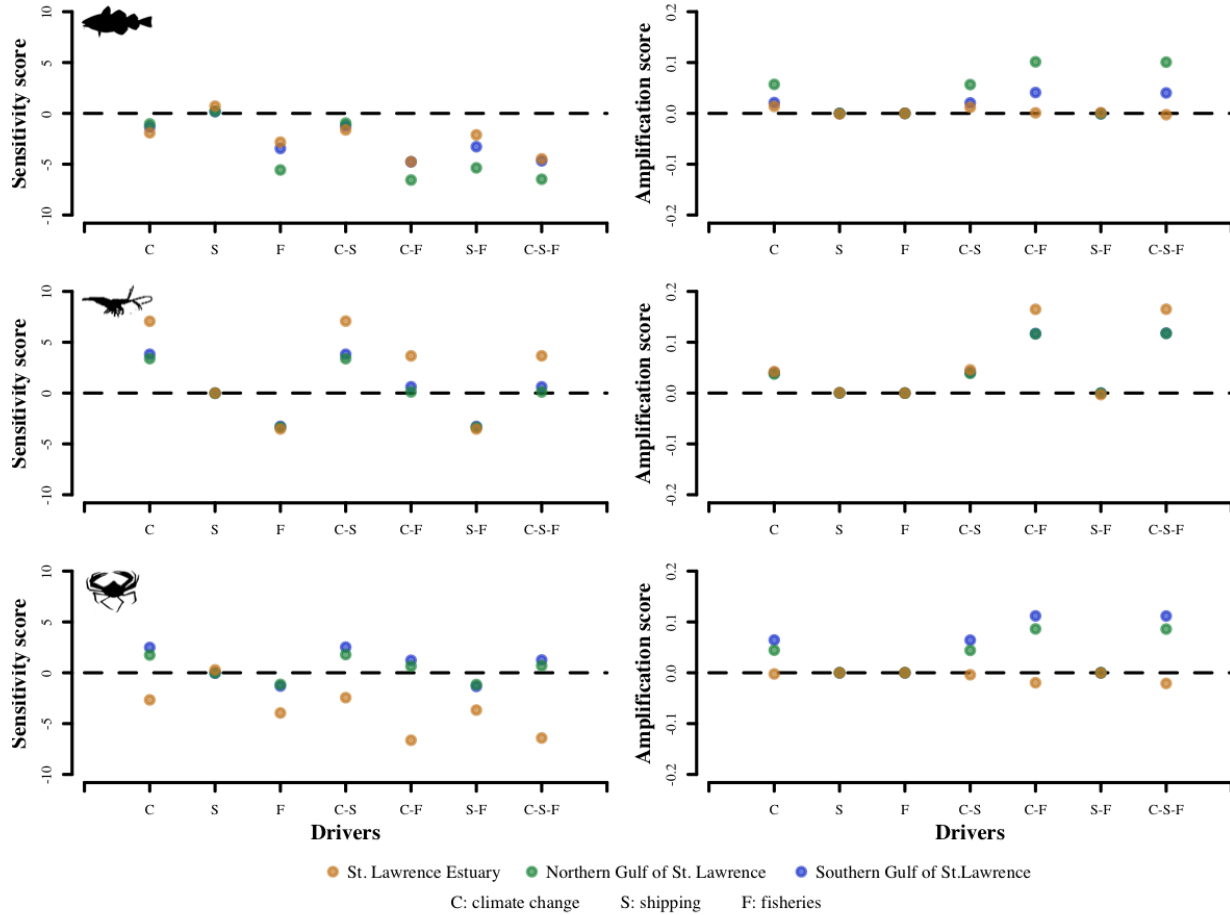 Sensitivity score
10
5
0
-5
-10
C S F C-S C-F S-F C-S-F
Amplification score
0.2
0.1
0.0
-0.1
-0.2
C S F C-S C-F S-F C-S-F
Sensitivity score
10
5
0
-5
-10
C S F C-S C-F S-F C-S-F
Amplification score
0.2
0.1
0.0
-0.1
-0.2
C S F C-S C-F S-F C-S-F
Sensitivity score
10
5
0
-5
-10
C S F C-S C-F S-F C-S-F
Drivers
Amplification score
0.2
0.1
0.0
-0.1
-0.2
C S F C-S C-F S-F C-S-F
Drivers
St. Lawrence Estuary Northern Gulf of St. Lawrence Southern Gulf of St.Lawrence
C: climate change S: shipping F: fisheries